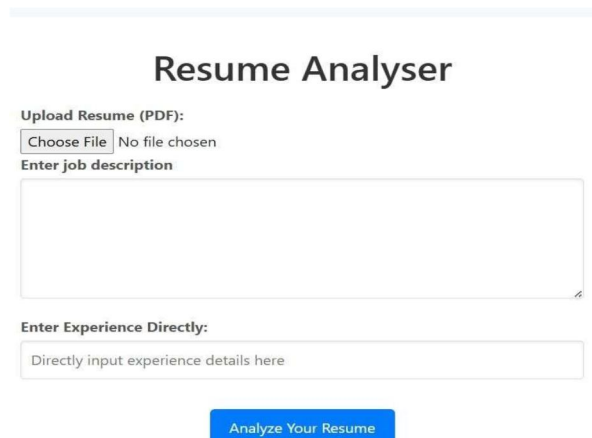 Resume Analyser
Upload Resume (PDF):
Choose File No file chosen
Enter job description
Enter Experience Directly:
Directly input experience details here
Analyze Your Resume